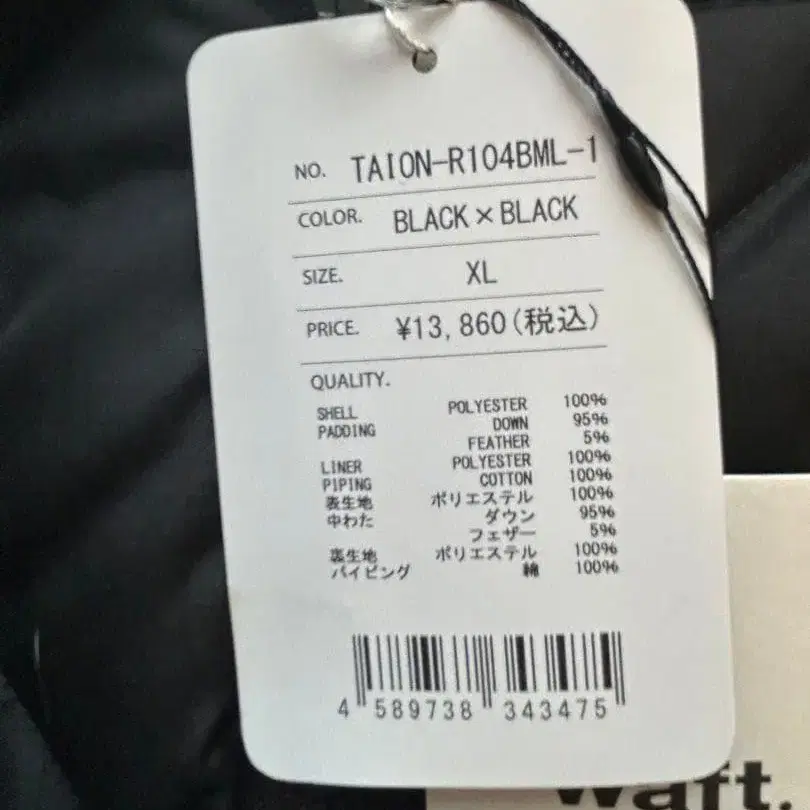 NO. TAION-R104BML-1
COLOR. BLACK×BLACK
SIZE. XL
PRICE. ¥13,860(税込)
QUALITY.
SHELL POLYESTER 100%
PADDING DOWN 95%
FEATHER 5%
LINER POLYESTER 100%
PIPING COTTON 100%
表生地 ポリエステル 100%
中わた ダウン 95%
フェザー 5%
裏生地 ポリエステル 100%
パイピング 綿 100%
4 589738 343475
waft.